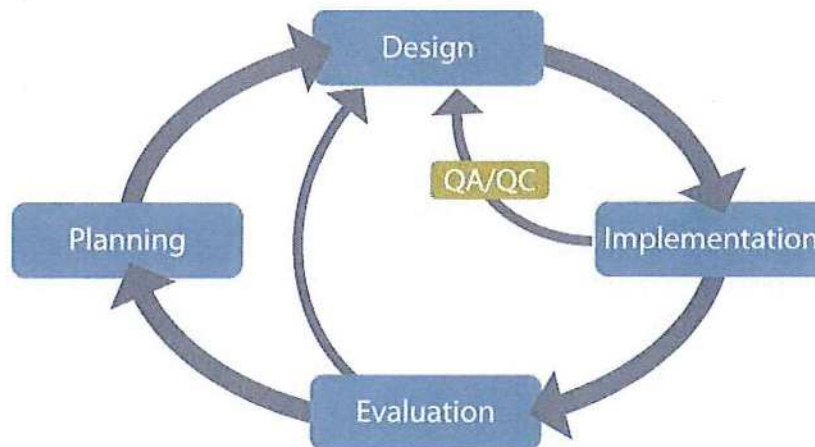 Design
QA/QC
Planning
Implementation
Evaluation